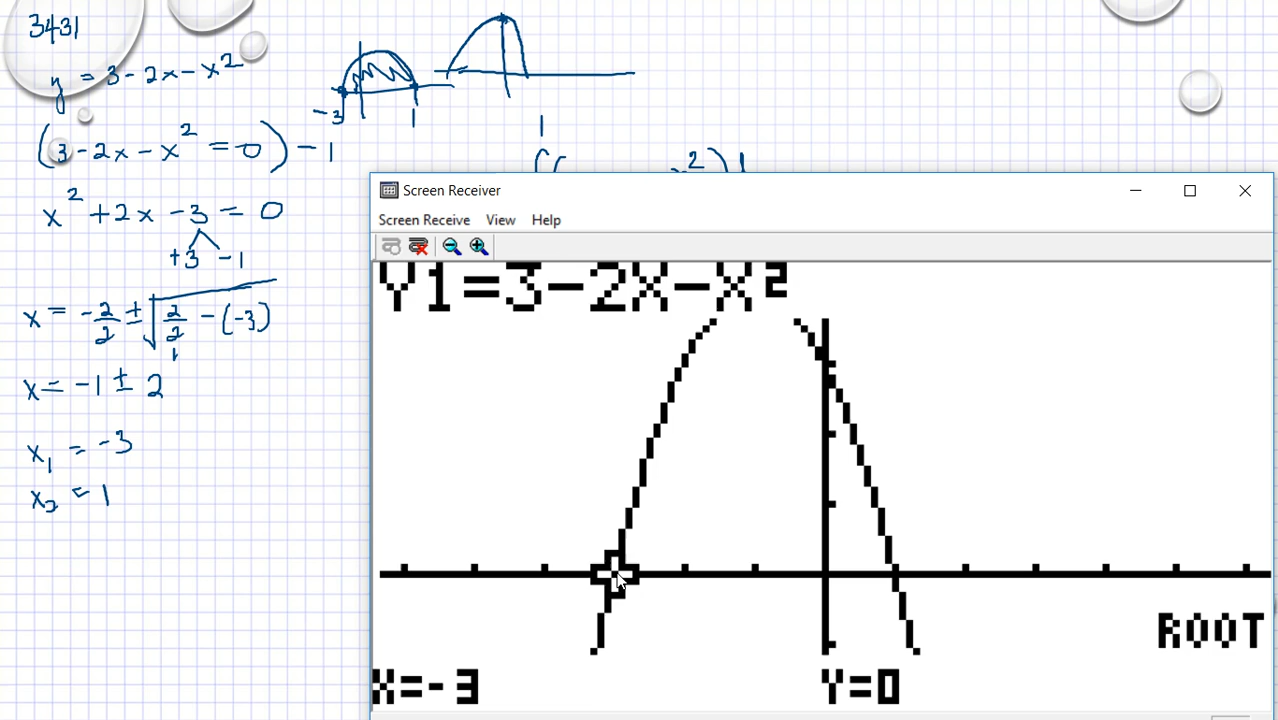 3431
y = 3-2x-x²
(3-2x-x² = 0) -1
x² +2x -3 = 0
+3 -1
x = -2/2 ± √(2/2 - (-3))
1
x = -1 ± 2
x₁ = -3
x₂ = 1
-3 1
1
x²)
Screen Receiver
Screen Receive View Help
Y1=3-2X-X²
ROOT
X=-3 Y=0